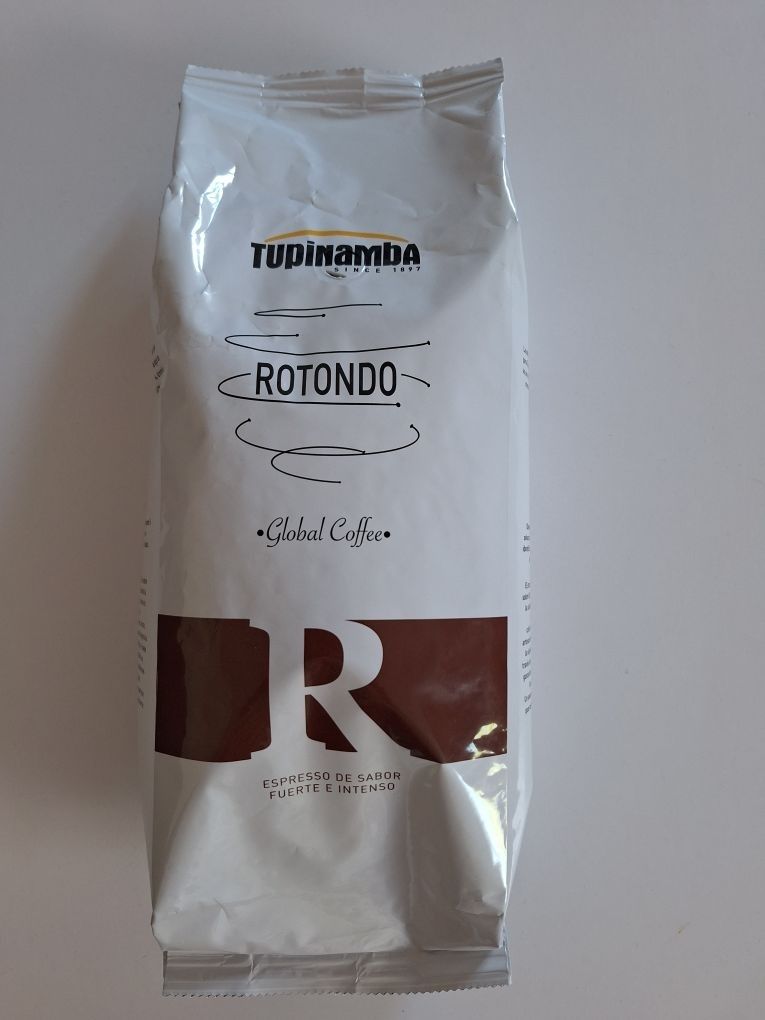 TUPINAMBA
SINCE 1897
ROTONDO
•Global Coffee•
R
ESPRESSO DE SABOR
FUERTE E INTENSO